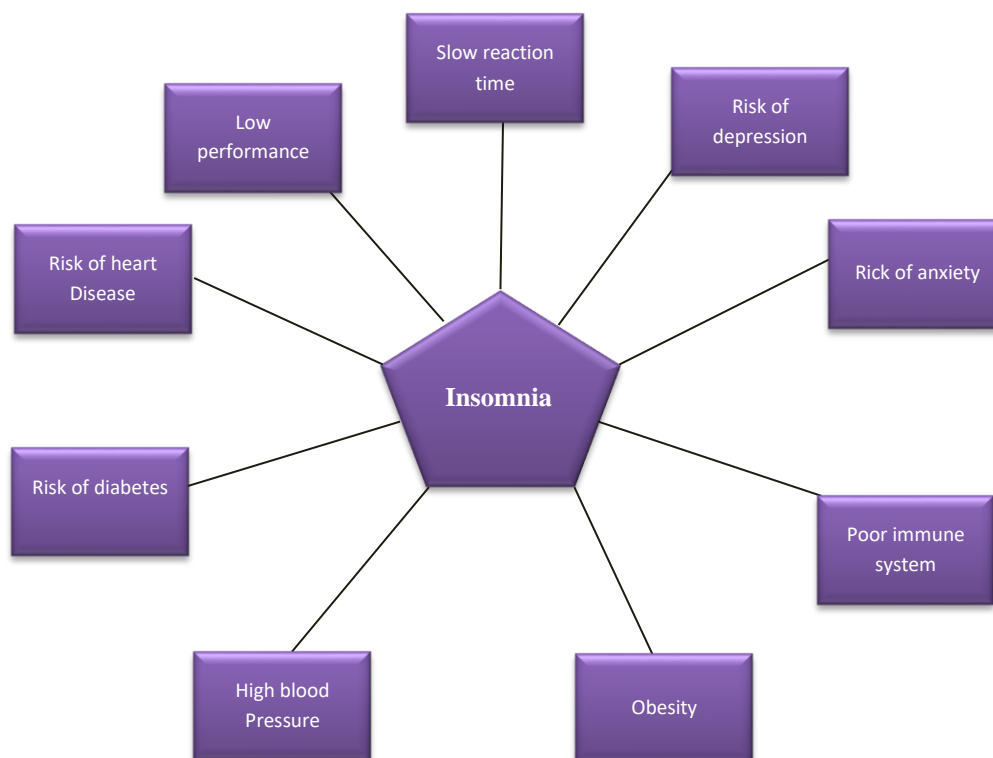 Slow reaction
time
Risk of
depression
Low
performance
Risk of heart
Disease
Rick of anxiety
Insomnia
Risk of diabetes
Poor immune
system
High blood
Pressure
Obesity